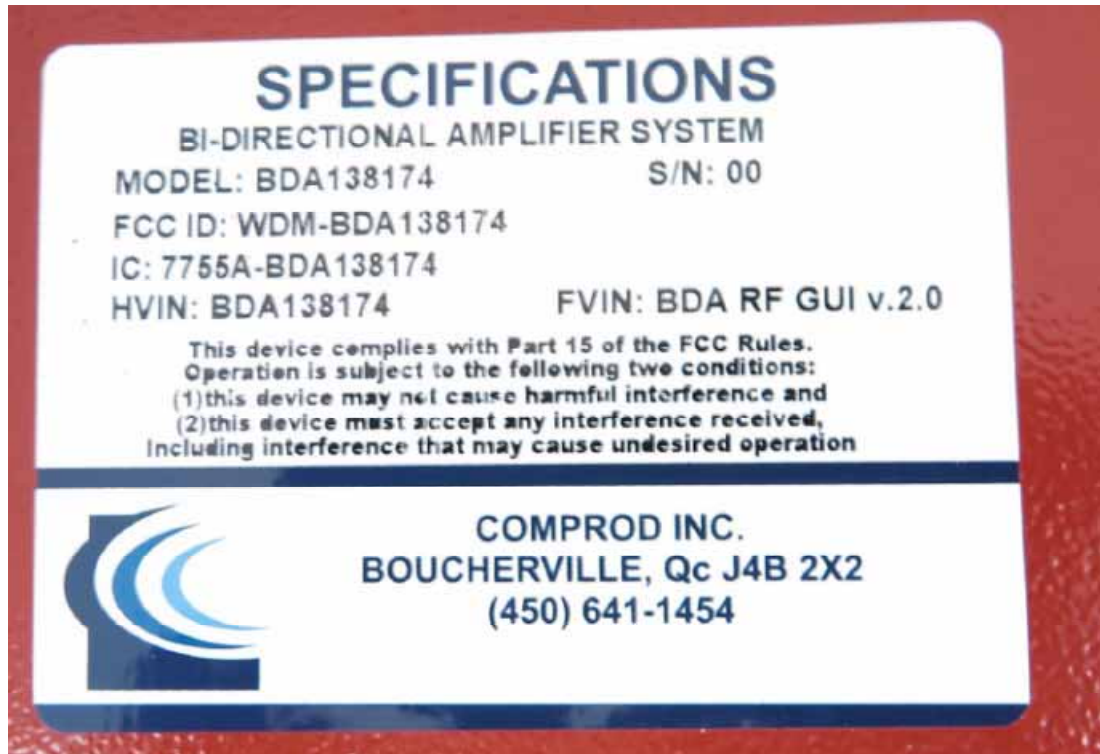 SPECIFICATIONS
BI-DIRECTIONAL AMPLIFIER SYSTEM
MODEL: BDA138174 S/N: 00
FCC ID: WDM-BDA138174
IC: 7755A-BDA138174
HVIN: BDA138174 FVIN: BDA RF GUI v.2.0
This device complies with Part 15 of the FCC Rules.
Operation is subject to the following two conditions:
(1)this device may not cause harmful interference and
(2)this device must accept any interference received,
Including interference that may cause undesired operation
COMPROD INC.
BOUCHERVILLE, Qc J4B 2X2
(450) 641-1454